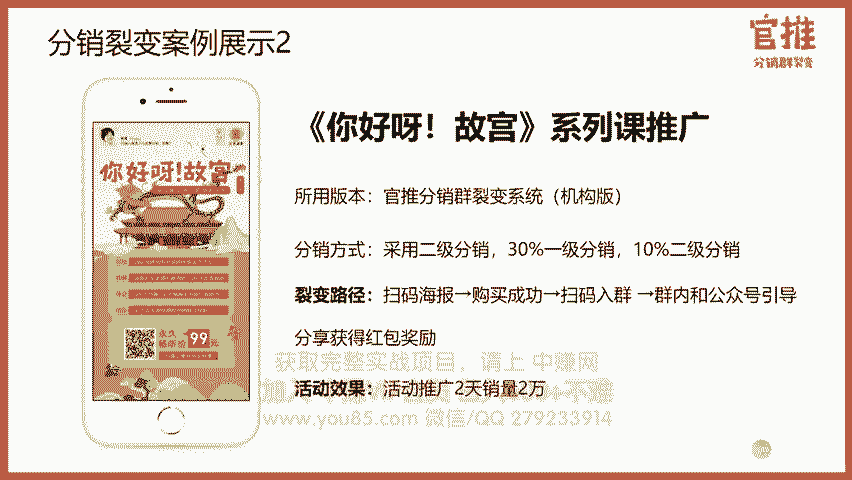 分销裂变案例展示2
官推
分销群裂变
《你好呀！故宫》系列课推广
你好呀!故宫
所用版本：官推分销群裂变系统（机构版）
分销方式：采用二级分销，30%一级分销，10%二级分销
裂变路径：扫码海报→购买成功→扫码入群 →群内和公众号引导
分享获得红包奖励
永久
畅听价 99元
获取完整实战项目，请上 中赚网
活动效果：活动推广2天销量2万
www.you85.com 微信/QQ 279233914